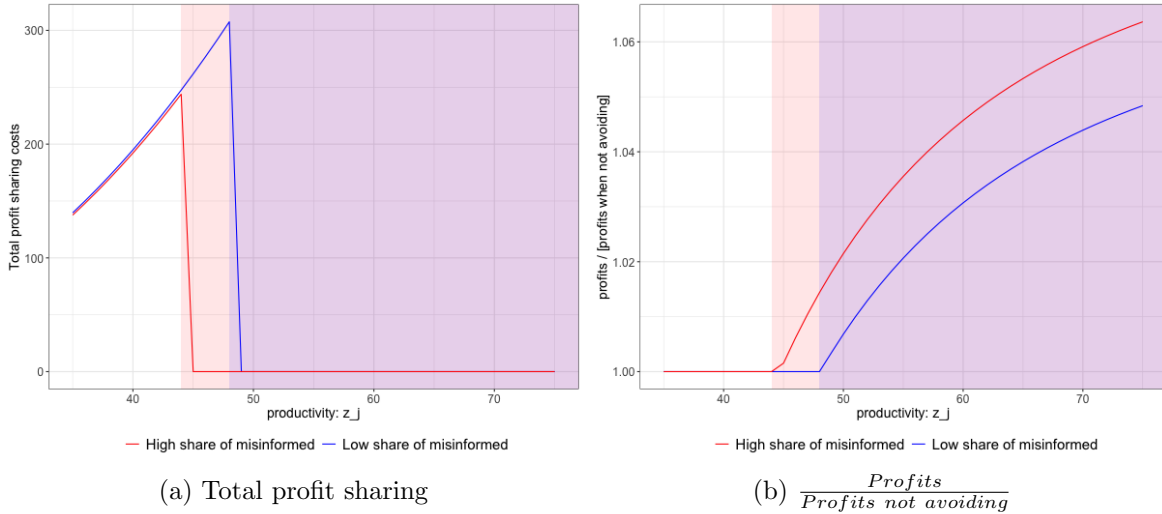 300
200
100
0
Total profit sharing costs
40 50 60 70
productivity: z_j
High share of misinformed Low share of misinformed
(a) Total profit sharing
1.06
1.04
1.02
1.00
profits / [profits when not avoiding]
40 50 60 70
productivity: z_j
High share of misinformed Low share of misinformed
(b) Profits
Profits not avoiding